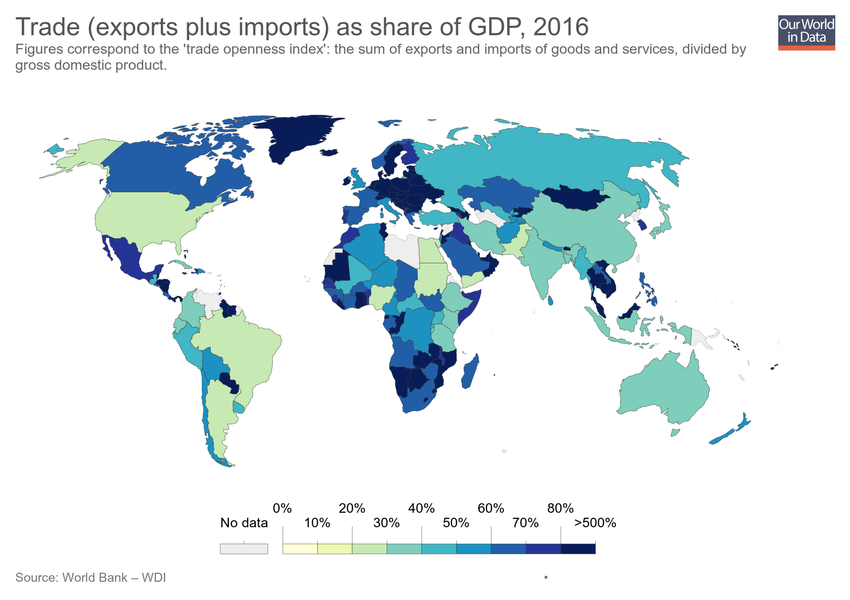 Trade (exports plus imports) as share of GDP, 2016
Our World
in Data
Figures correspond to the 'trade openness index': the sum of exports and imports of goods and services, divided by
gross domestic product.
0% 20% 40% 60% 80%
No data 10% 30% 50% 70% >500%
Source: World Bank – WDI